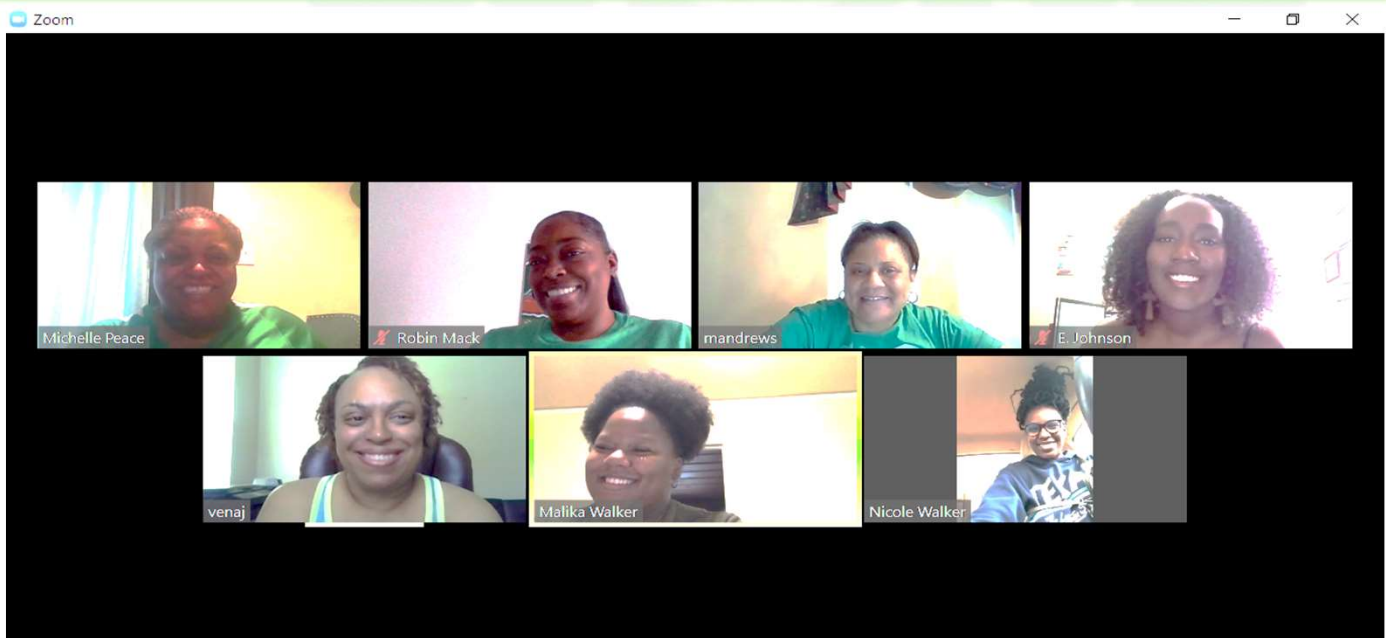 Zoom
Michelle Peace
Robin Mack
mandrews
E. Johnson
venaj
Malika Walker
Nicole Walker